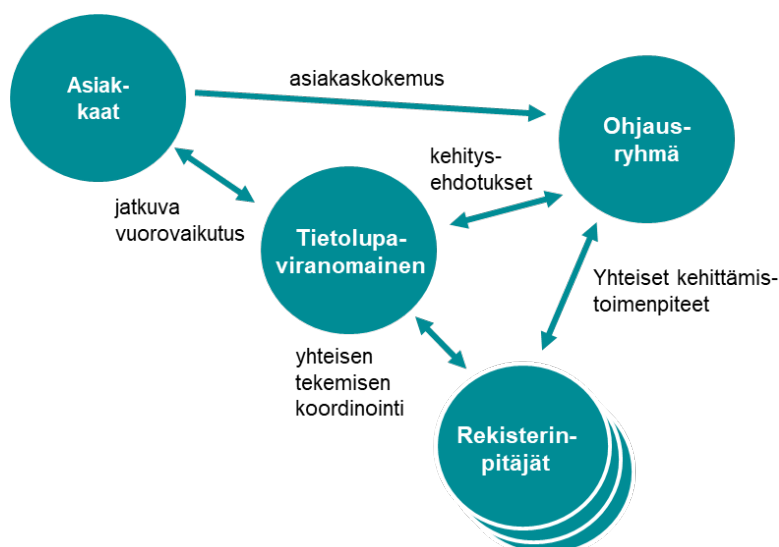 Asiak-
kaat
asiakaskokemus
Ohjaus-
ryhmä
kehitys-
ehdotukset
jatkuva
vuorovaikutus
Tietolupa-
viranomainen
Yhteiset kehittämis-
toimenpiteet
yhteisen
tekemisen
koordinointi
Rekisterin-
pitäjät